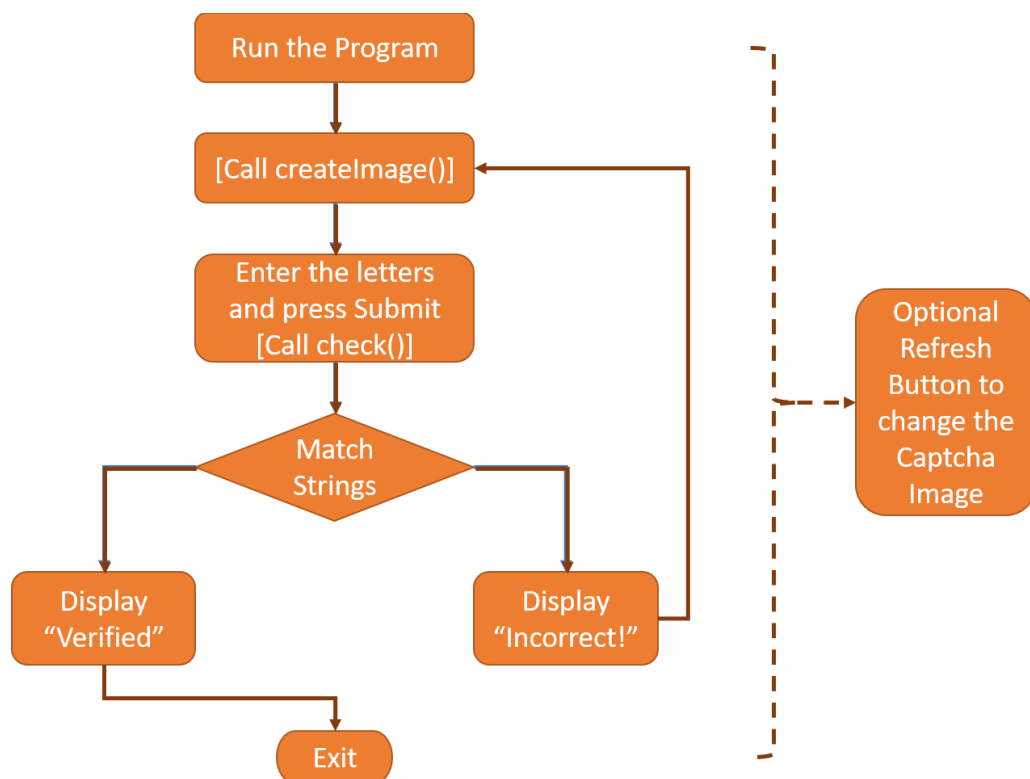 Run the Program
[Call createImage()]
Enter the letters
and press Submit
[Call check()]
Match
Strings
Display
“Verified”
Display
“Incorrect!”
Exit
Optional
Refresh
Button to
change the
Captcha
Image